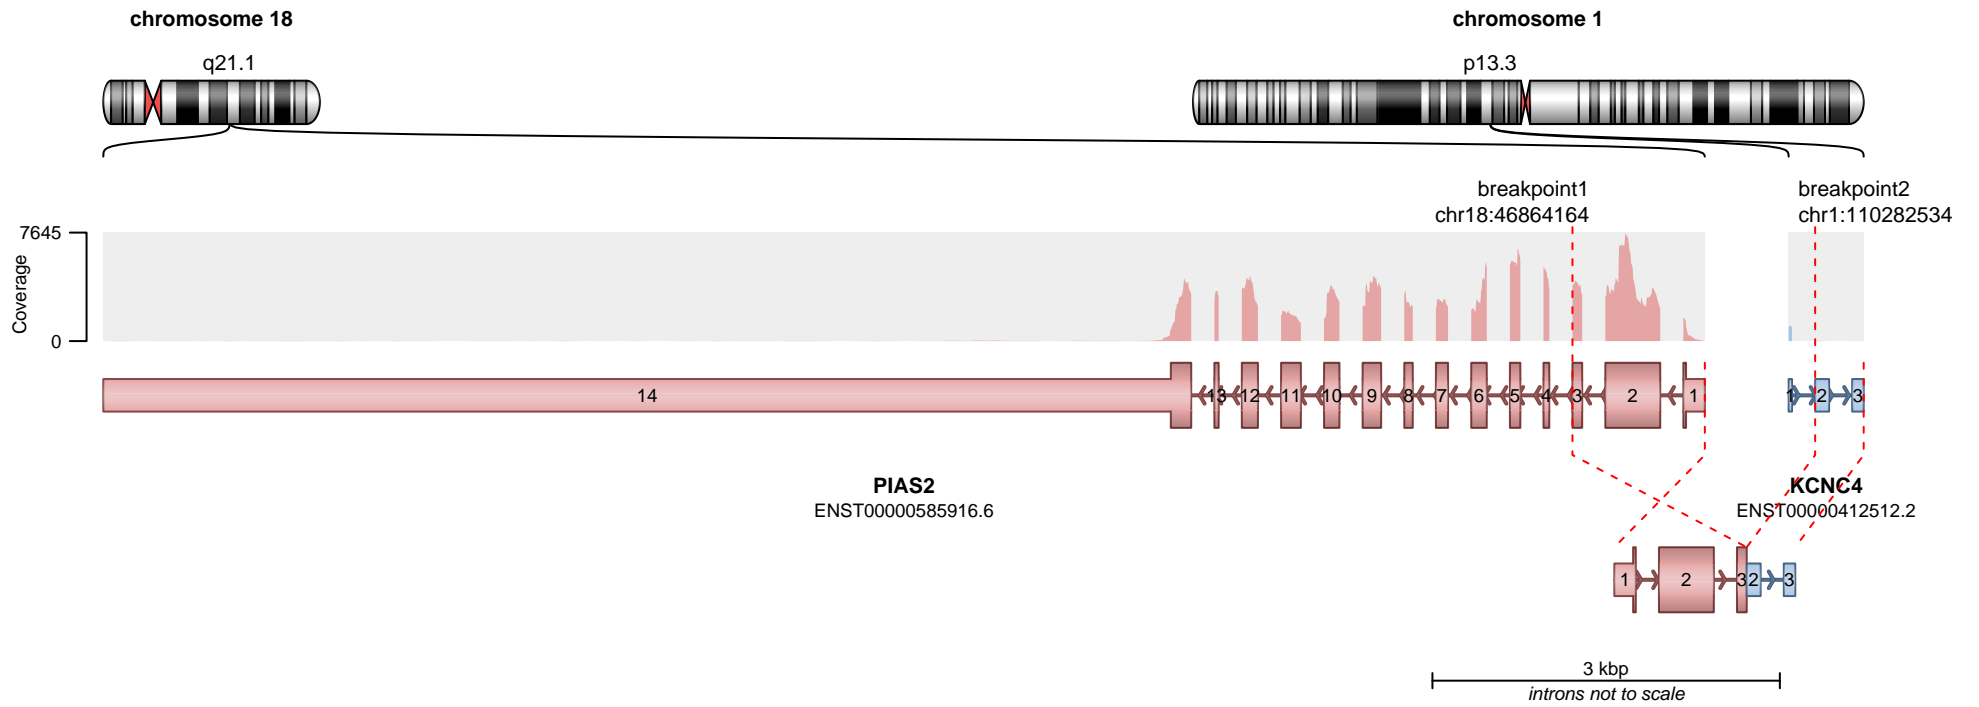 chromosome 18
chromosome 1
q21.1
p13.3
breakpoint1
chr18:46864164
breakpoint2
chr1:110282534
7645
Coverage
0
14
13
12
11
10
9
8
7
6
5
4
3
2
1
1
2
3
PIAS2
ENST00000585916.6
KCNC4
ENST00000412512.2
1
2
3
2
3
3 kbp
introns not to scale